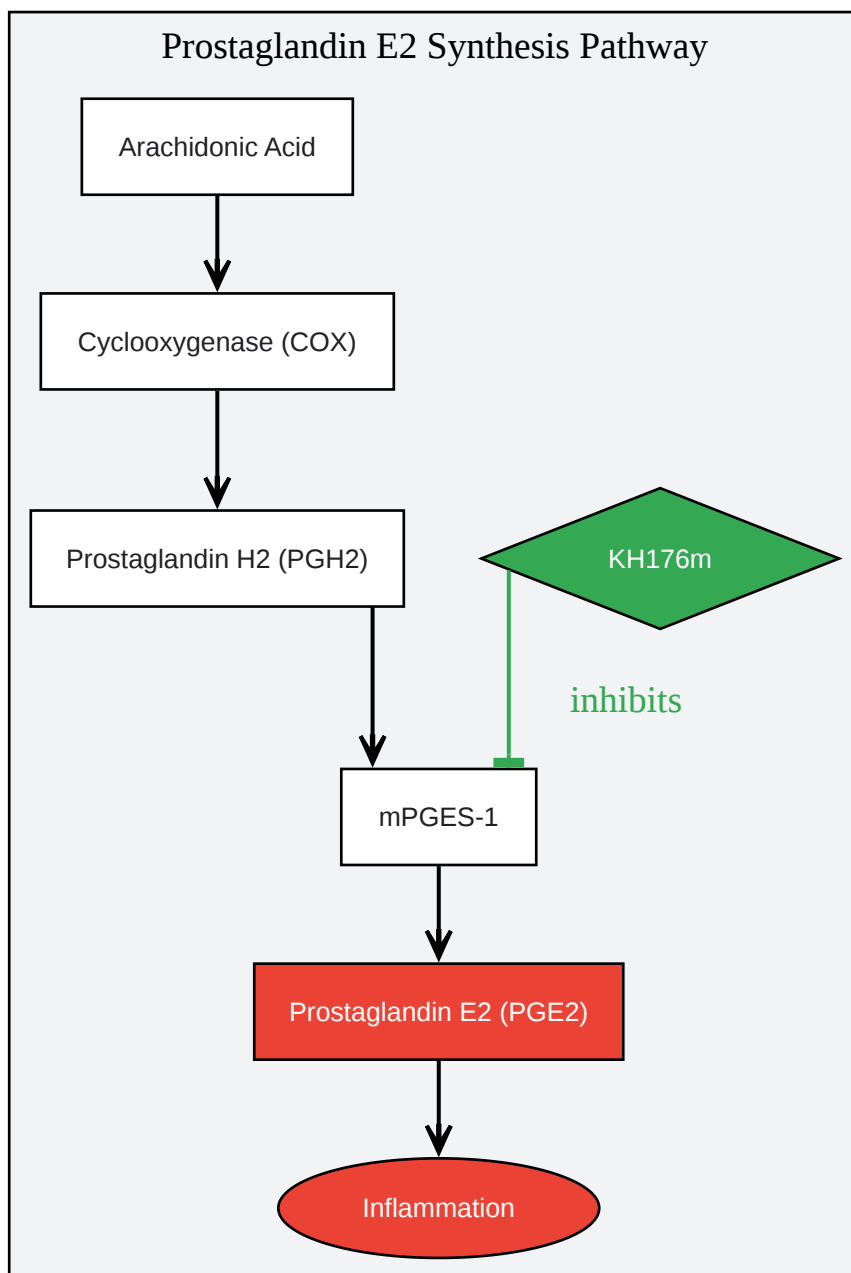 Prostaglandin E2 Synthesis Pathway
Arachidonic Acid
Cyclooxygenase (COX)
Prostaglandin H2 (PGH2)
KH176m
inhibits
mPGES-1
Prostaglandin E2 (PGE2)
Inflammation